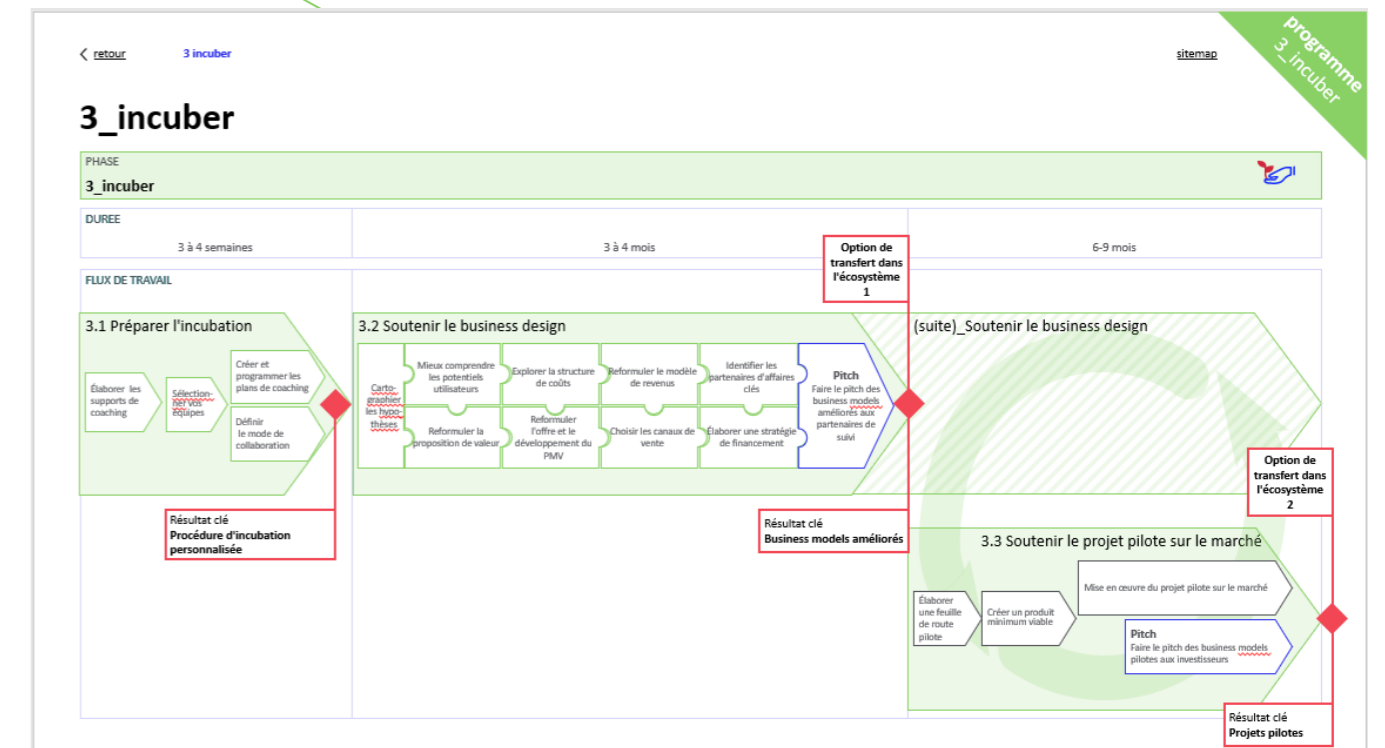 retour
3 incuber
sitemap
programme
3_incuber
3_incuber
PHASE
3_incuber
DUREE
3 à 4 semaines
3 à 4 mois
6-9 mois
Option de
transfert dans
l'écosystème
1
FLUX DE TRAVAIL
3.1 Préparer l'incubation
Élaborer les
supports de
coaching
Sélection-
ner vos
équipes
Créer et
programmer les
plans de coaching
Définir
le mode de
collaboration
Résultat clé
Procédure d'incubation
personnalisée
3.2 Soutenir le business design
Carto-
graphier
les hypo-
thèses
Mieux comprendre
les potentiels
utilisateurs
Explorer la structure
de coûts
Reformuler le modèle
de revenus
Identifier les
partenaires d'affaires
clés
Reformuler la
proposition de valeur
Reformuler
l'offre et le
développement du
PMV
Choisir les canaux de
vente
Élaborer une stratégie
de financement
Pitch
Faire le pitch des
business models
améliorés aux
partenaires de
suivi
Résultat clé
Business models améliorés
(suite)_Soutenir le business design
Option de
transfert dans
l'écosystème
2
3.3 Soutenir le projet pilote sur le marché
Élaborer
une feuille
de route
pilote
Créer un produit
minimum viable
Mise en œuvre du projet pilote sur le marché
Pitch
Faire le pitch des business models
pilotes aux investisseurs
Résultat clé
Projets pilotes